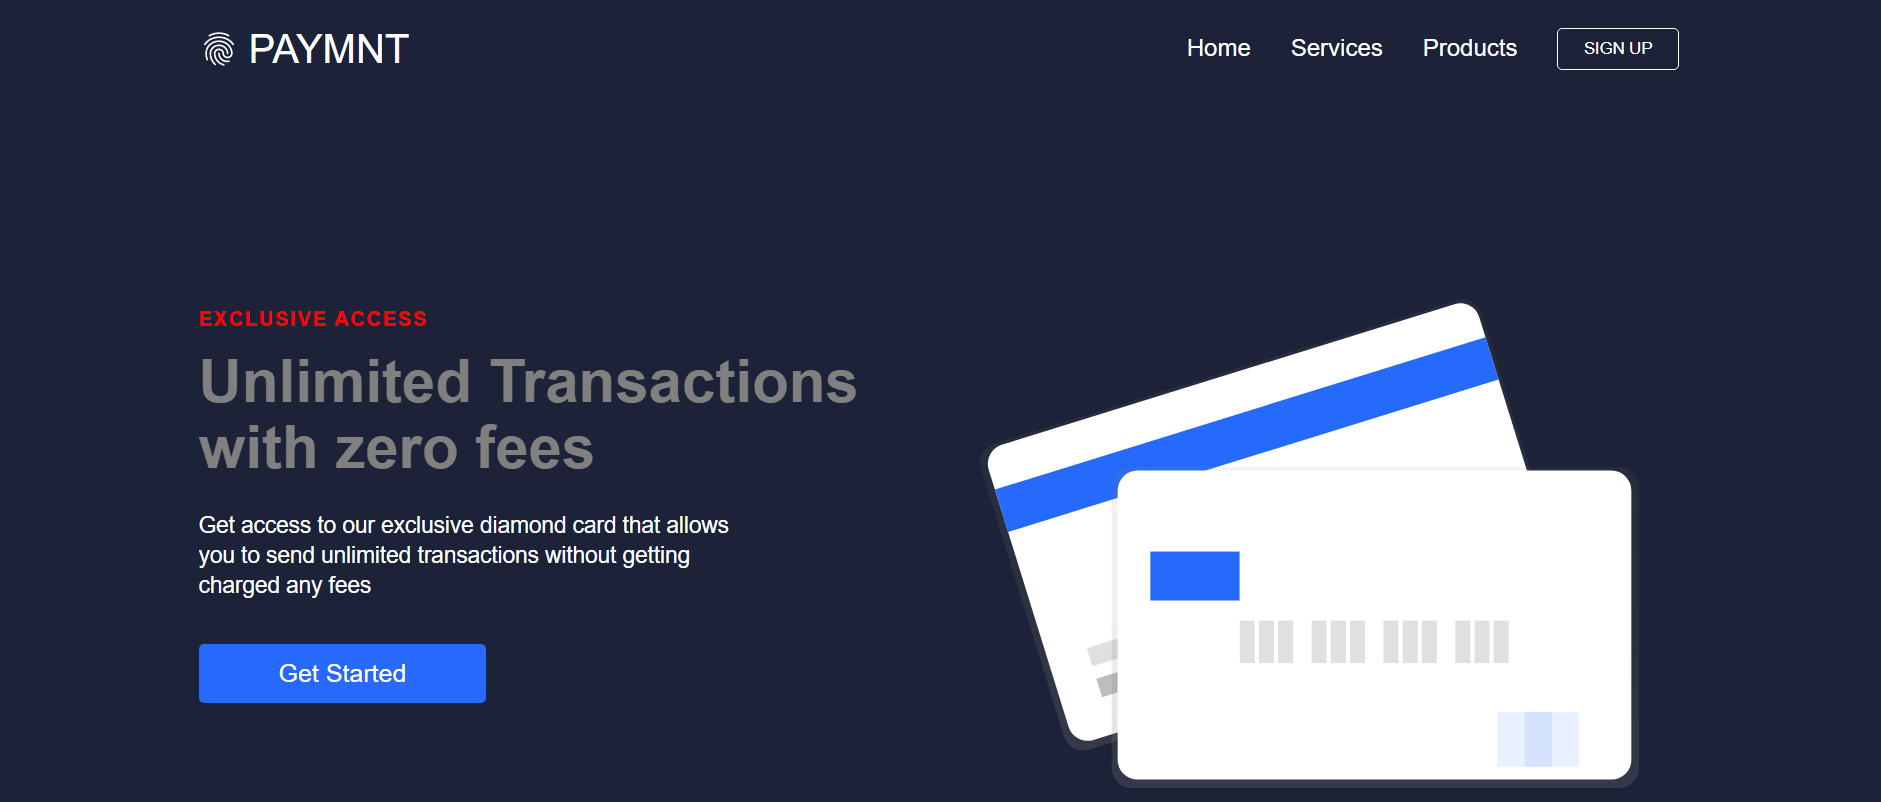 PAYMNT
Home
Services
Products
SIGN UP
EXCLUSIVE ACCESS
Unlimited Transactions
with zero fees
Get access to our exclusive diamond card that allows
you to send unlimited transactions without getting
charged any fees
Get Started